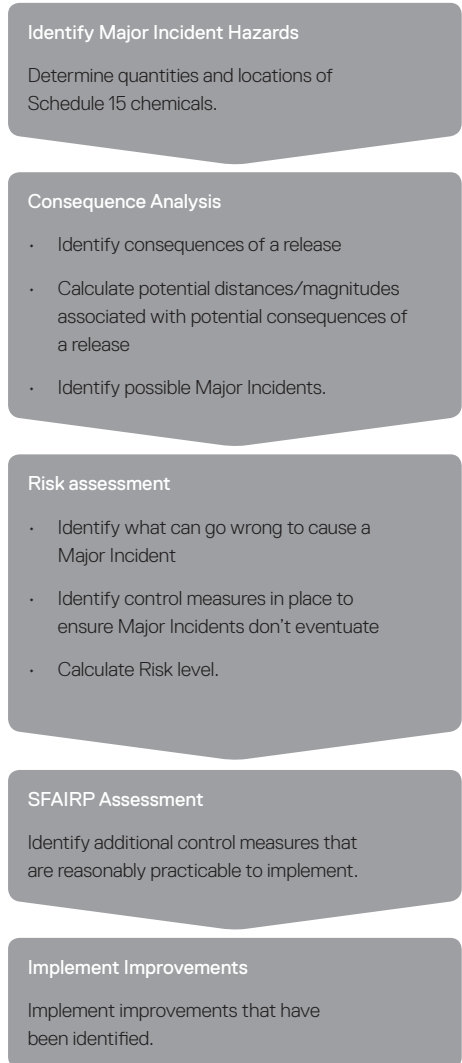 Identify Major Incident Hazards
Determine quantities and locations of
Schedule 15 chemicals.
Consequence Analysis
· Identify consequences of a release
· Calculate potential distances/magnitudes
associated with potential consequences of
a release
· Identify possible Major Incidents.
Risk assessment
· Identify what can go wrong to cause a
Major Incident
· Identify control measures in place to
ensure Major Incidents don't eventuate
· Calculate Risk level.
SFAIRP Assessment
Identify additional control measures that
are reasonably practicable to implement.
Implement Improvements
Implement improvements that have
been identified.